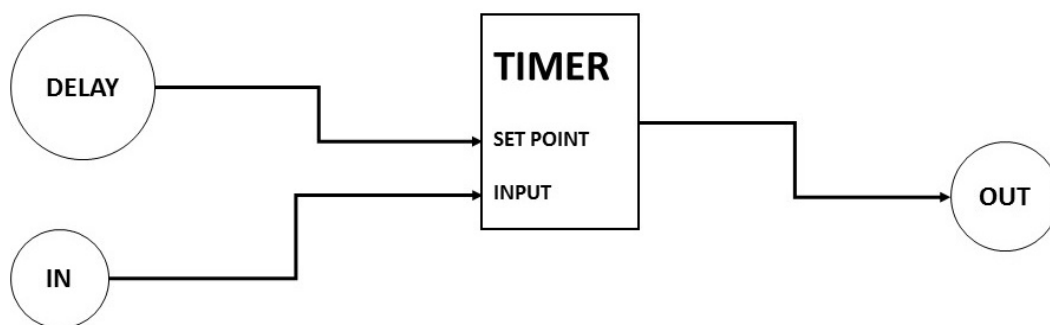 DELAY
TIMER
SET POINT
INPUT
IN
OUT